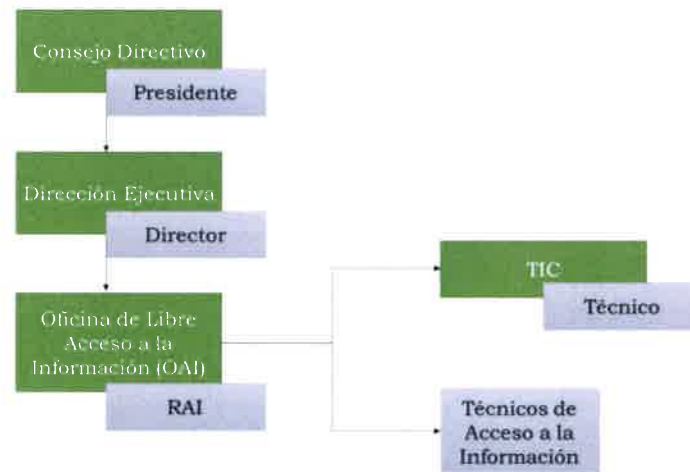 Consejo Directivo
Presidente
Dirección Ejecutiva
Director
Oficina de Libre
Acceso a la
Información (OAI)
RAI
TIC
Técnico
Técnicos de
Acceso a la
Información